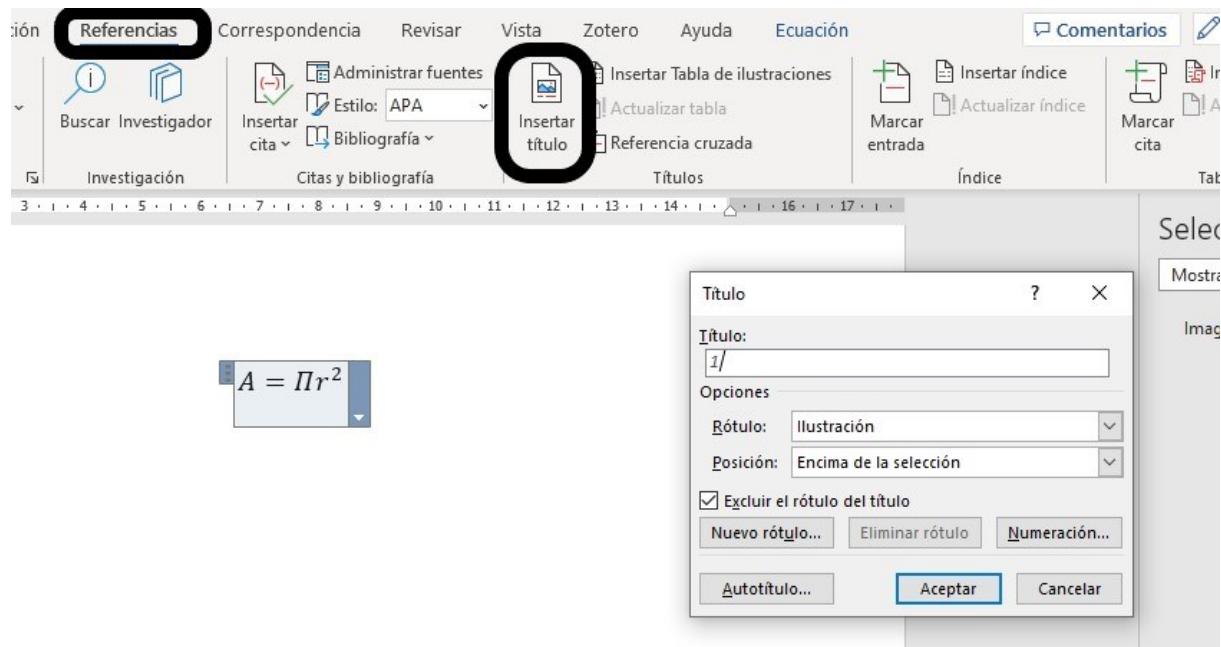 ción Referencias Correspondencia Revisar Vista Zotero Ayuda Ecuación Comentarios
Buscar Investigador
Insertar cita
Administrar fuentes
Estilo: APA
Bibliografía
Insertar título
Insertar Tabla de ilustraciones
Actualizar tabla
Referencia cruzada
Marcar entrada
Insertar índice
Actualizar índice
Marcar cita
Investigación Citas y bibliografía Títulos Índice Tab
3 4 5 6 7 8 9 10 11 12 13 14 16 17
Selec
Mostra
Imag
A = Πr²
Título ? X
Título:
1
Opciones
Rótulo: Ilustración
Posición: Encima de la selección
Excluir el rótulo del título
Nuevo rótulo... Eliminar rótulo Numeración...
Autotítulo... Aceptar Cancelar